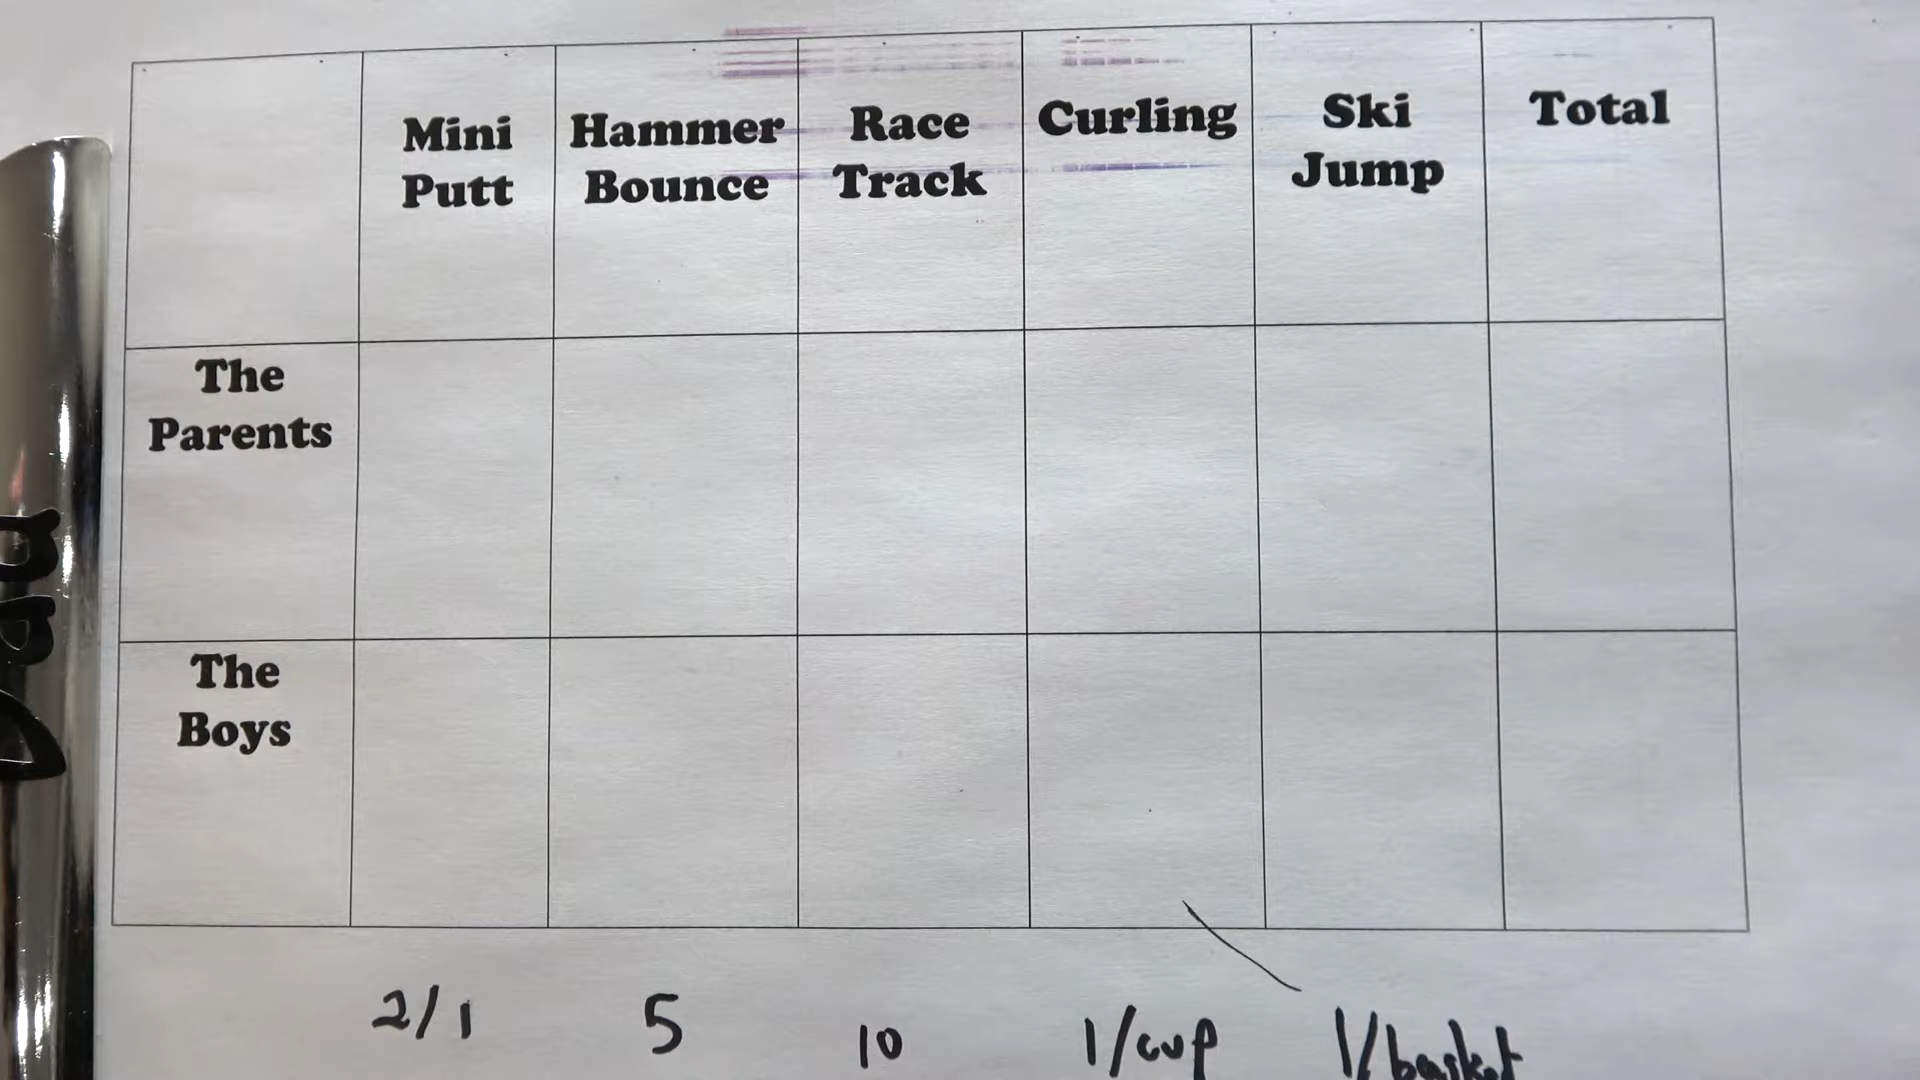 Mini Putt
Hammer Bounce
Race Track
Curling
Ski Jump
Total
The Parents
The Boys
2/1
5
10
1/cup
1/basket